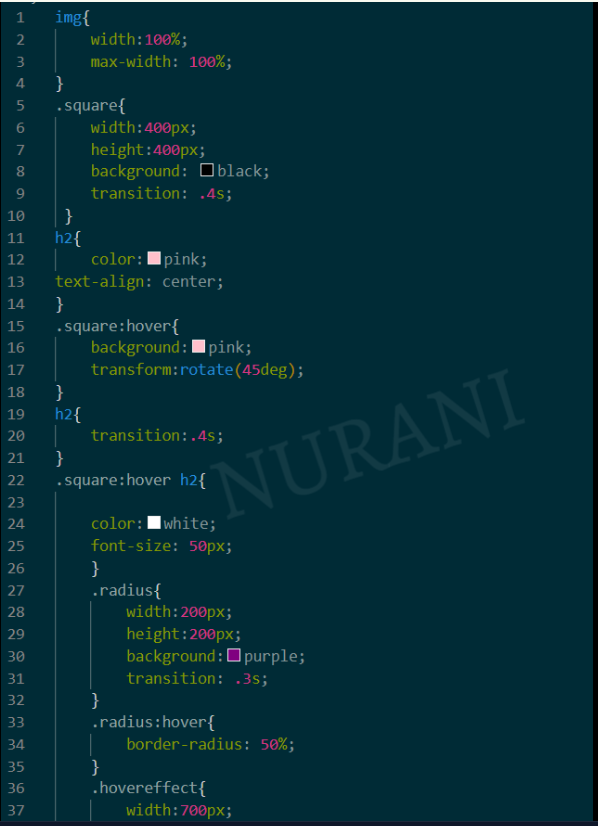 1 img{
2 width:100%;
3 max-width: 100%;
4 }
5 .square{
6 width:400px;
7 height:400px;
8 background: black;
9 transition: .4s;
10 }
11 h2{
12 color: pink;
13 text-align: center;
14 }
15 .square:hover{
16 background: pink;
17 transform:rotate(45deg);
18 }
19 h2{
20 transition:.4s;
21 }
22 .square:hover h2{
23
24 color: white;
25 font-size: 50px;
26 }
27 .radius{
28 width:200px;
29 height:200px;
30 background: purple;
31 transition: .3s;
32 }
33 .radius:hover{
34 border-radius: 50%;
35 }
36 .hovereffect{
37 width:700px;
NURANI